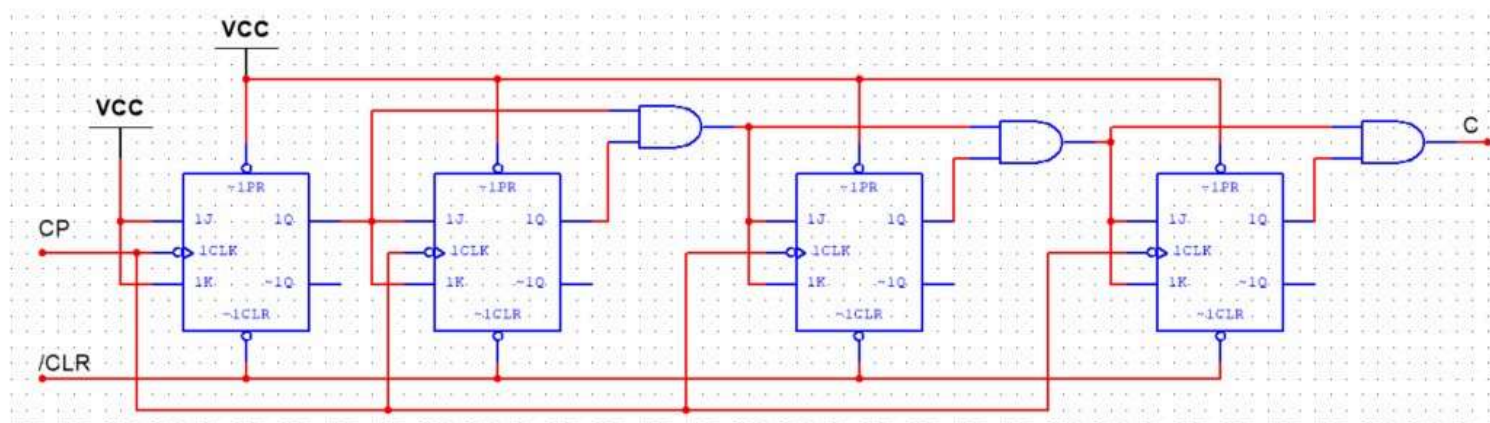 VCC
VCC
C
~1PR
~1PR
~1PR
~1PR
1J 1Q
1J 1Q
1J 1Q
1J 1Q
CP
1CLK
1CLK
1CLK
1CLK
1K ~1Q
1K ~1Q
1K ~1Q
1K ~1Q
~1CLR
~1CLR
~1CLR
~1CLR
/CLR